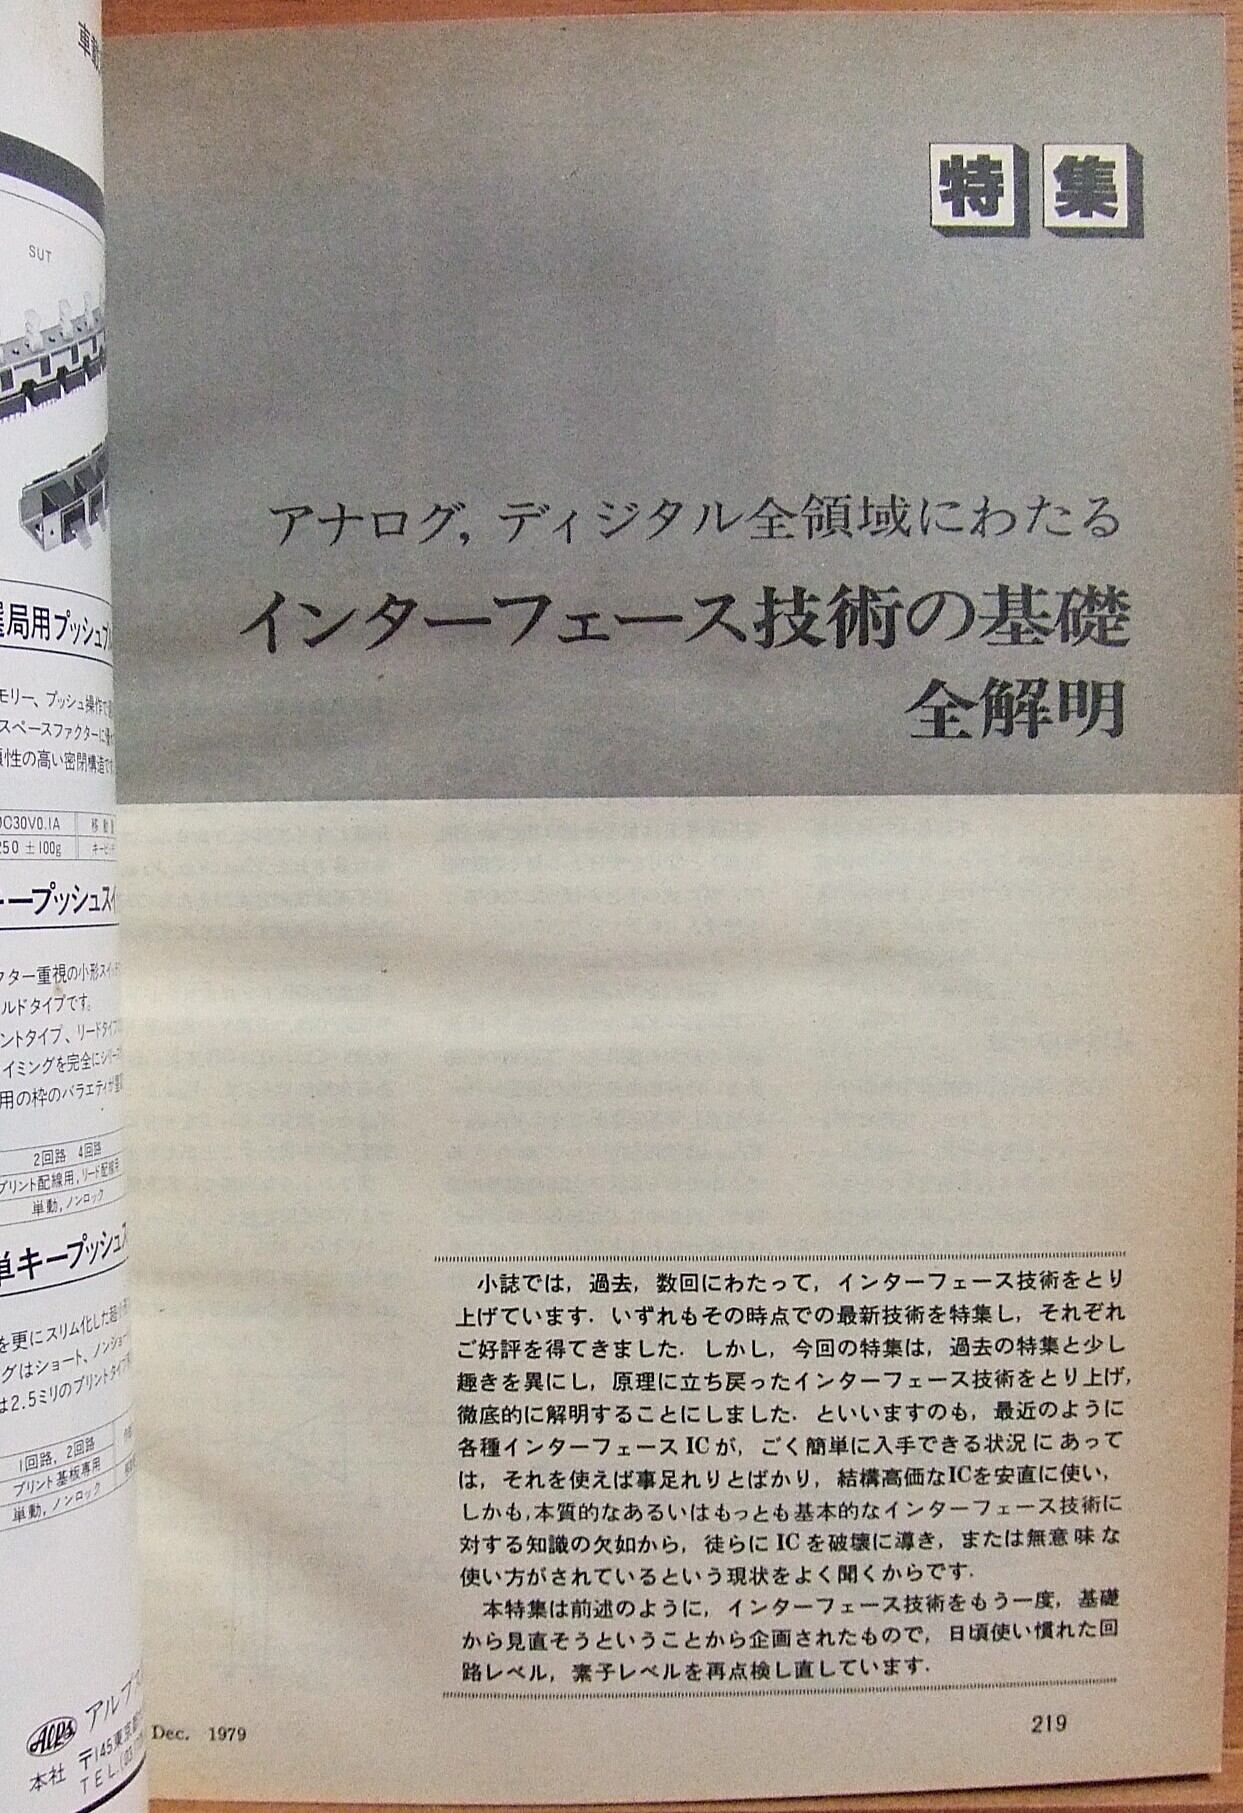 SUT
局用プッシュ
モリー、プッシュ操作で
スペースファクターに
性の高い密閉構造で
DC30V0.1A 移動
250±100g
キープッシュスイ
クター重視の小形スイッ
ルドタイプです。
ントタイプ、リードタイプ
イミングを完全に
用の枠のバラエティが
2回路 4回路
プリント配線用,リード配線用
単動,ノンロック
単キープッシュ
を更にスリム化した超
グはショート、ノンショー
は2.5ミリのプリントタイプ
1回路, 2回路
プリント基板専用
単動,ノンロック
ALPS アルプ
本社 〒145東京
TEL.(03
特集
アナログ, ディジタル全領域にわたる
インターフェース技術の基礎
全解明
小誌では, 過去, 数回にわたって, インターフェース技術をとり
上げています. いずれもその時点での最新技術を特集し, それぞれ
ご好評を得てきました. しかし, 今回の特集は, 過去の特集と少し
趣きを異にし, 原理に立ち戻ったインターフェース技術をとり上げ,
徹底的に解明することにしました. といいますのも, 最近のように
各種インターフェースICが, ごく簡単に入手できる状況にあって
は, それを使えば事足れりとばかり, 結構高価なICを安直に使い,
しかも, 本質的なあるいはもっとも基本的なインターフェース技術に
対する知識の欠如から, 徒らにICを破壊に導き, または無意味な
使い方がされているという現状をよく聞くからです.
本特集は前述のように, インターフェース技術をもう一度, 基礎
から見直そうということから企画されたもので, 日頃使い慣れた回
路レベル, 素子レベルを再点検し直しています.
Dec. 1979
219